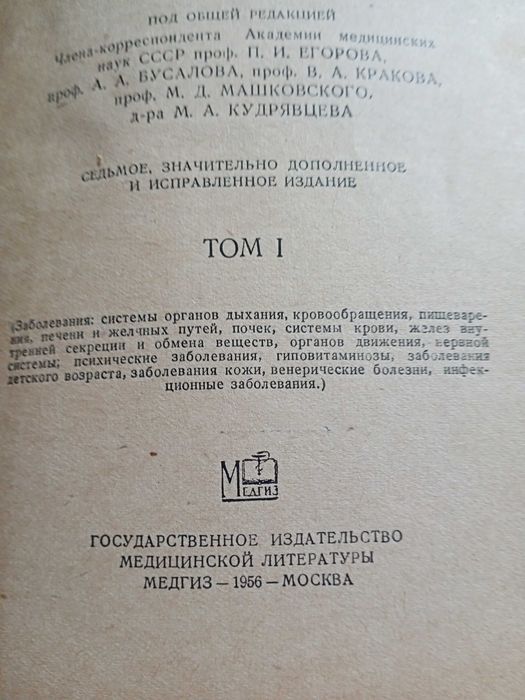 ПОД ОБЩЕЙ РЕДАКЦИЕЙ
Члена-корреспондента Академии медицинских
наук СССР проф. П. И. ЕГОРОВА,
проф. А. А. БУСАЛОВА, проф. В. А. КРАКОВА,
проф. М. Д. МАШКОВСКОГО,
д-ра М. А. КУДРЯВЦЕВА
СЕДЬМОЕ, ЗНАЧИТЕЛЬНО ДОПОЛНЕННОЕ
И ИСПРАВЛЕННОЕ ИЗДАНИЕ
ТОМ I
(Заболевания: системы органов дыхания, кровообращения, пищеваре-
ния, печени и желчных путей, почек, системы крови, желез вну-
тренней секреции и обмена веществ, органов движения, нервной
системы; психические заболевания, гиповитаминозы, заболевания
детского возраста, заболевания кожи, венерические болезни, инфек-
ционные заболевания.)
МЕДГИЗ
ГОСУДАРСТВЕННОЕ ИЗДАТЕЛЬСТВО
МЕДИЦИНСКОЙ ЛИТЕРАТУРЫ
МЕДГИЗ — 1956 — МОСКВА